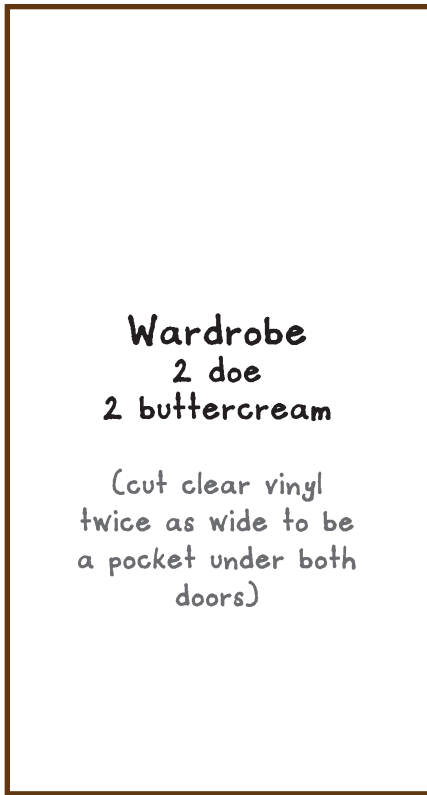 Wardrobe
2 doe
2 buttercream
(cut clear vinyl
twice as wide to be
a pocket under both
doors)